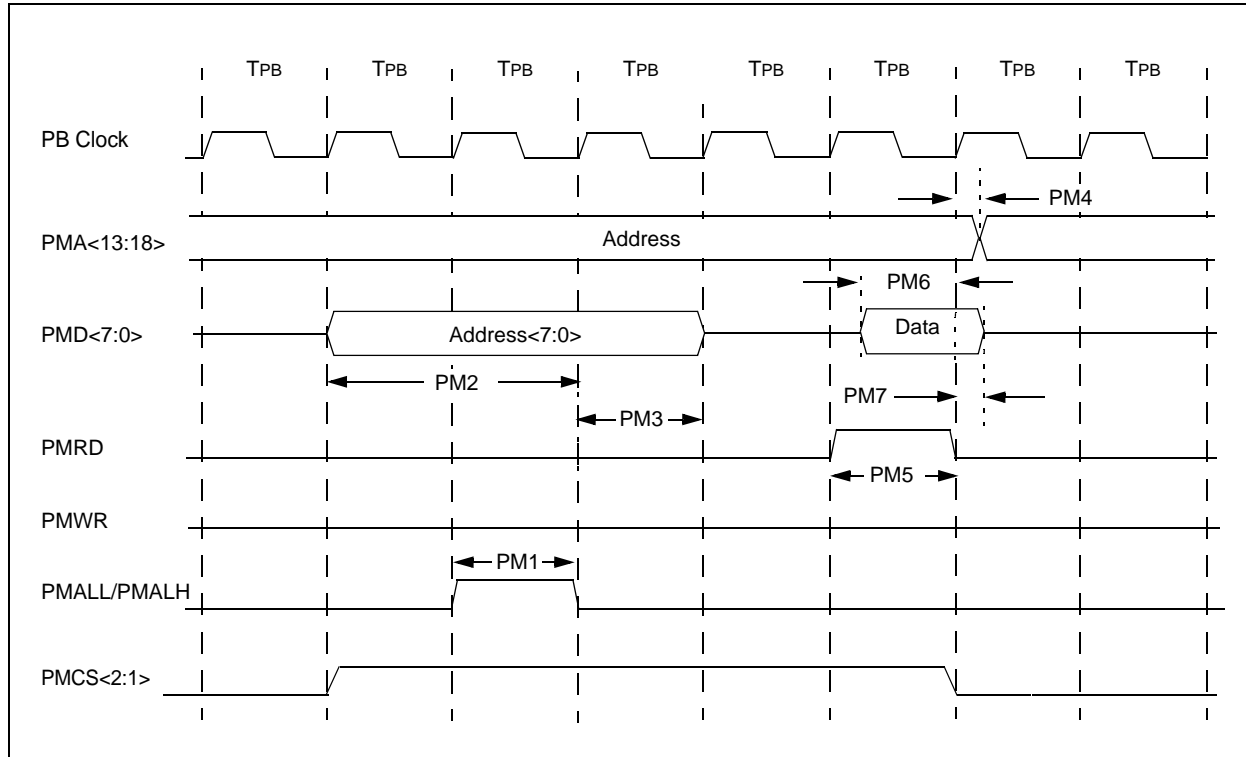 TPB TPB TPB TPB TPB TPB TPB TPB
PB Clock
PM4
PMA<13:18>
Address
PM6
PMD<7:0>
Address<7:0>
Data
PM2
PM7
PM3
PMRD
PM5
PMWR
PM1
PMALL/PMALH
PMCS<2:1>